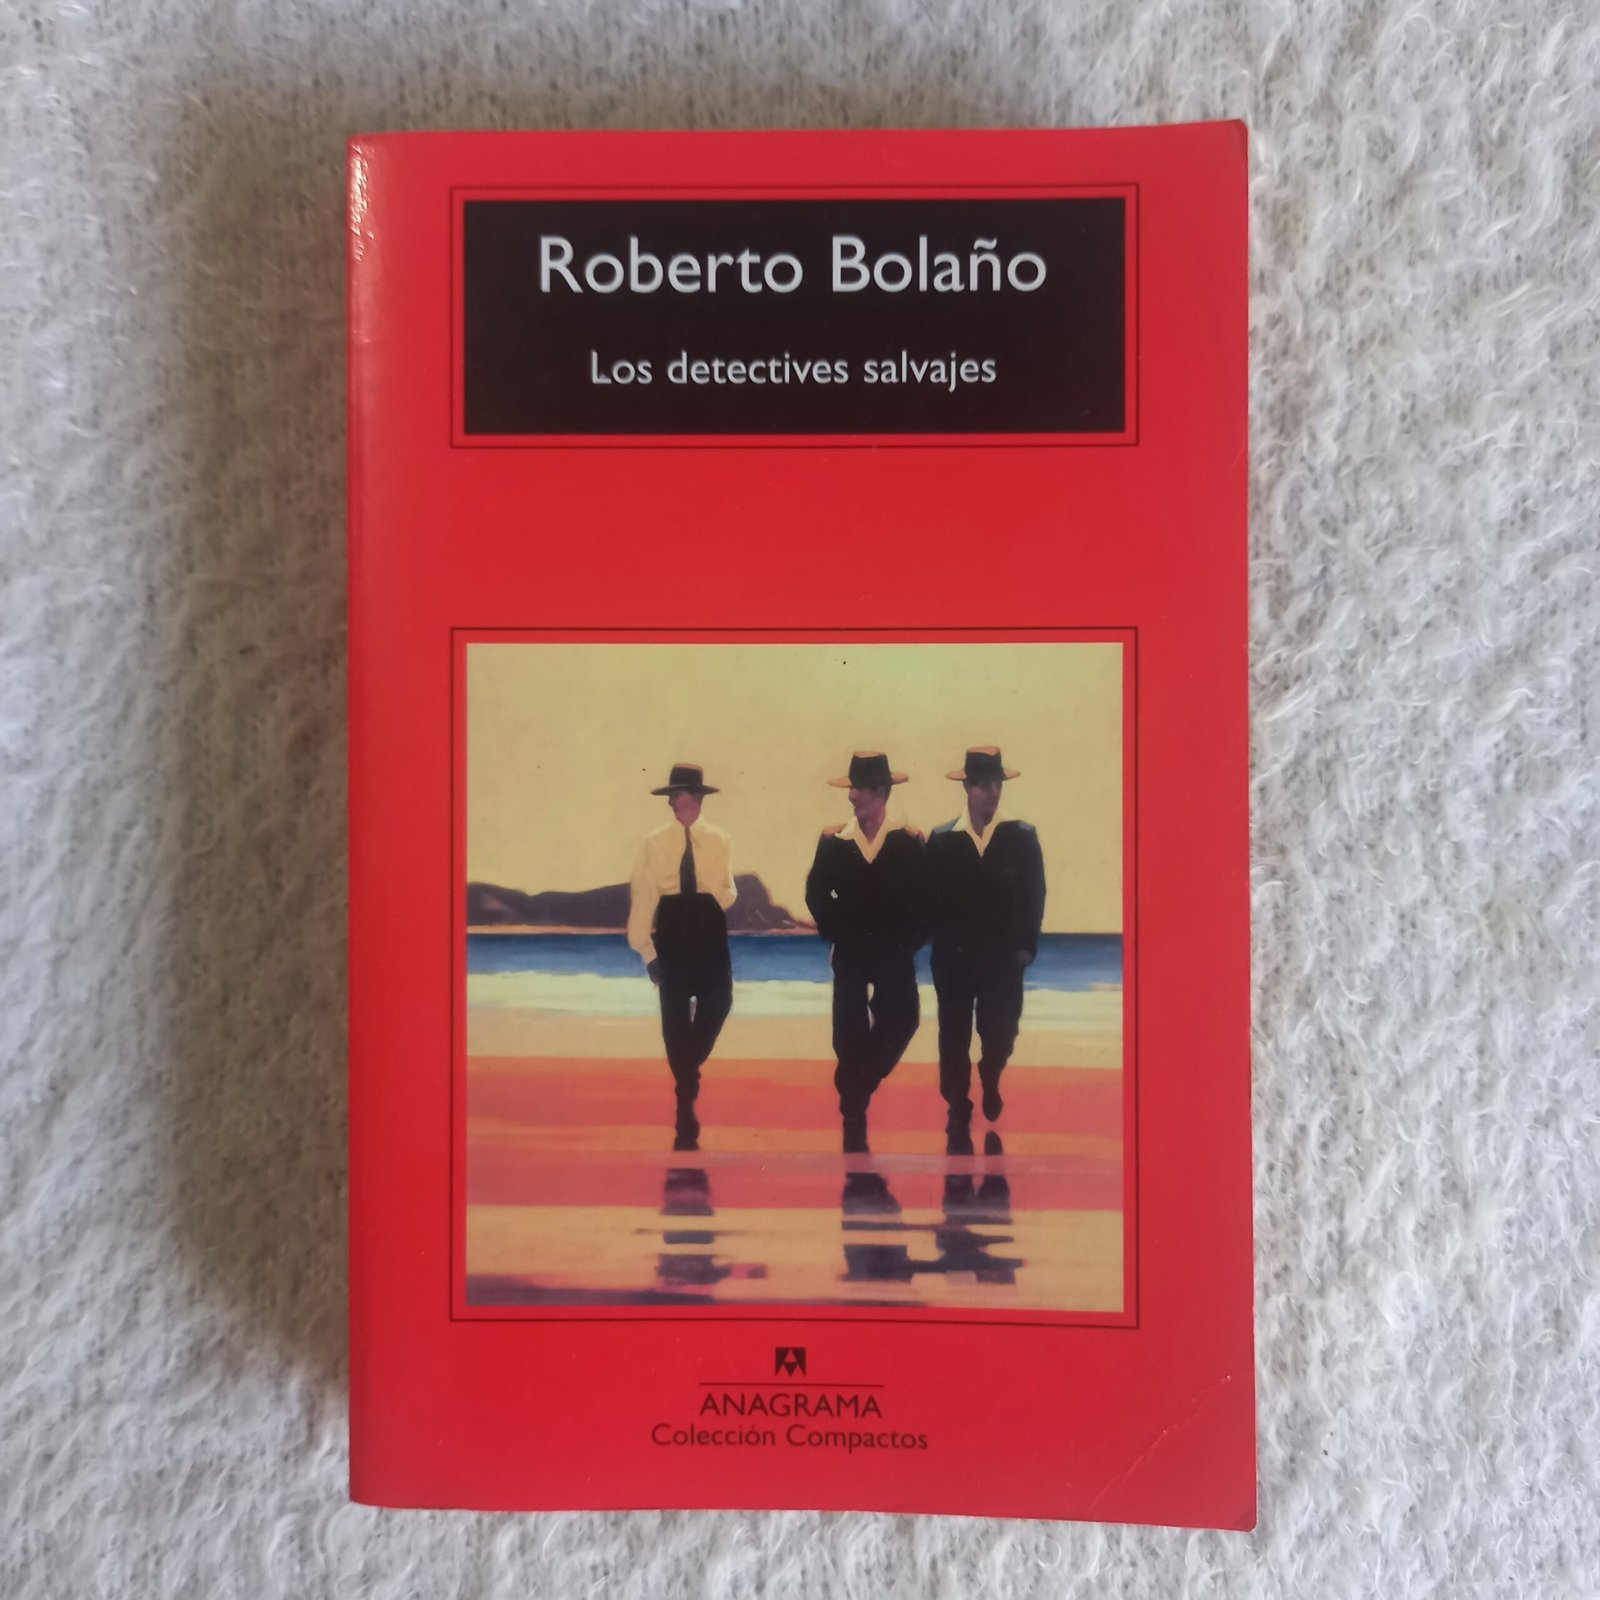 Roberto Bolaño
Los detectives salvajes
ANAGRAMA
Colección Compactos